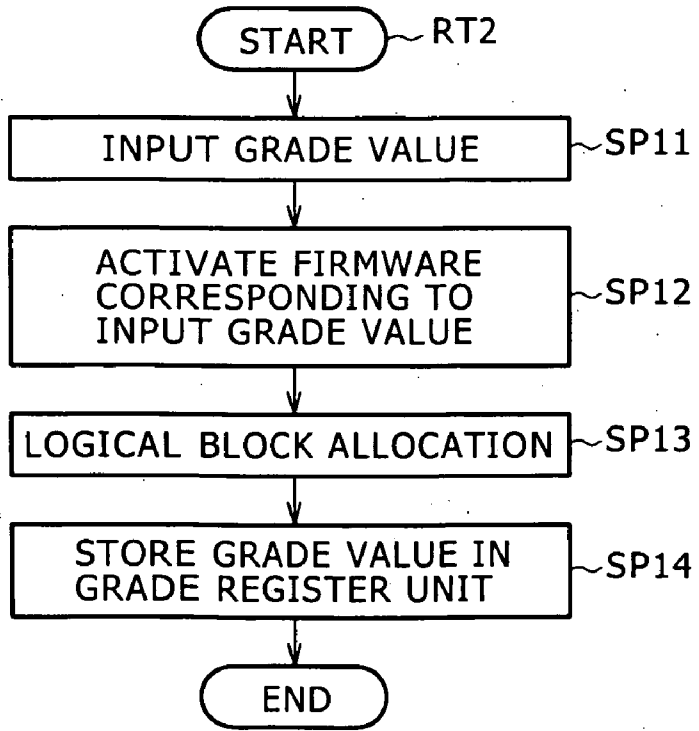 START
RT2
INPUT GRADE VALUE
SP11
ACTIVATE FIRMWARE
CORRESPONDING TO
INPUT GRADE VALUE
SP12
LOGICAL BLOCK ALLOCATION
SP13
STORE GRADE VALUE IN
GRADE REGISTER UNIT
SP14
END